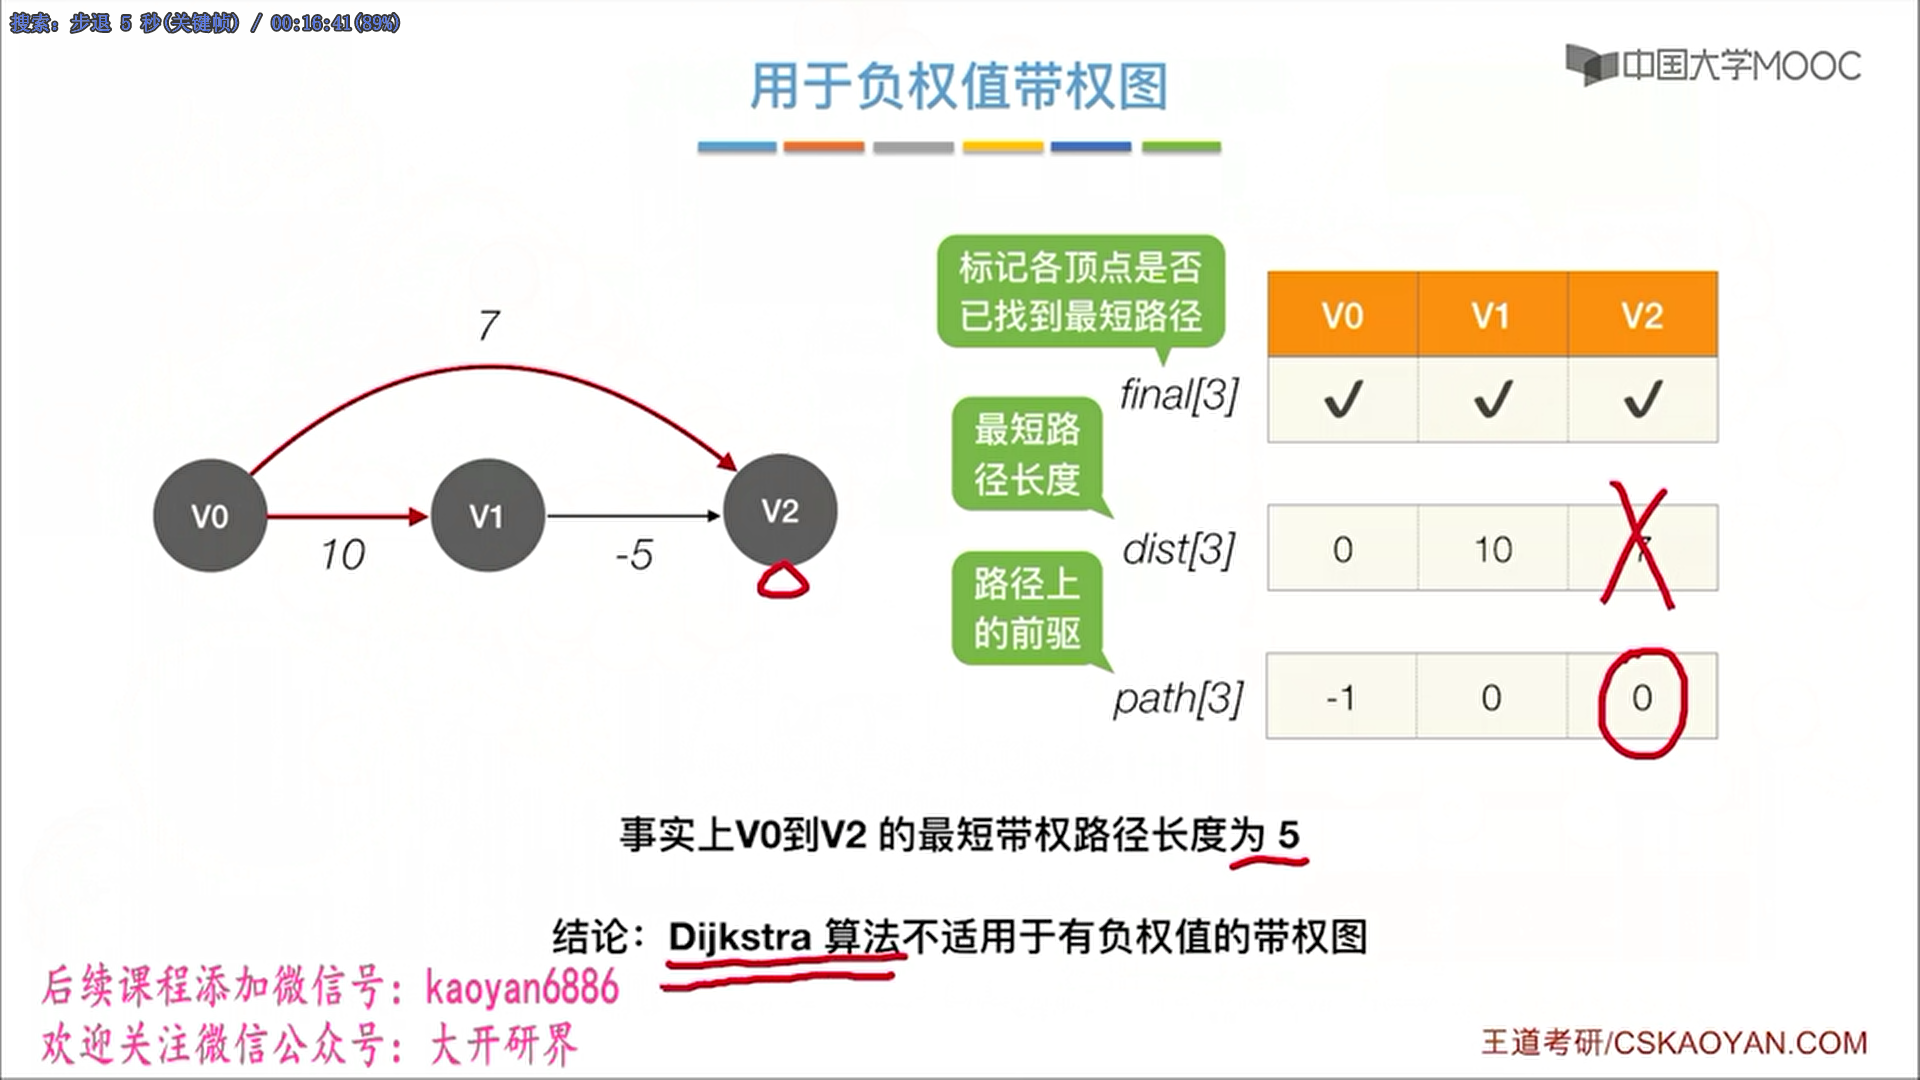 搜索: 步退 5 秒(关键帧) / 00:16:41(89%)
中国大学MOOC
用于负权值带权图
标记各顶点是否
已找到最短路径
V0 V1 V2
final[3] ✓ ✓ ✓
7
最短路
径长度
V0 V1 V2
10 -5
dist[3] 0 10 7
路径上
的前驱
path[3] -1 0 0
事实上V0到V2 的最短带权路径长度为 5
结论：Dijkstra 算法不适用于有负权值的带权图
后续课程添加微信号：kaoyan6886
欢迎关注微信公众号：大开研界
王道考研/CSKAOYAN.COM